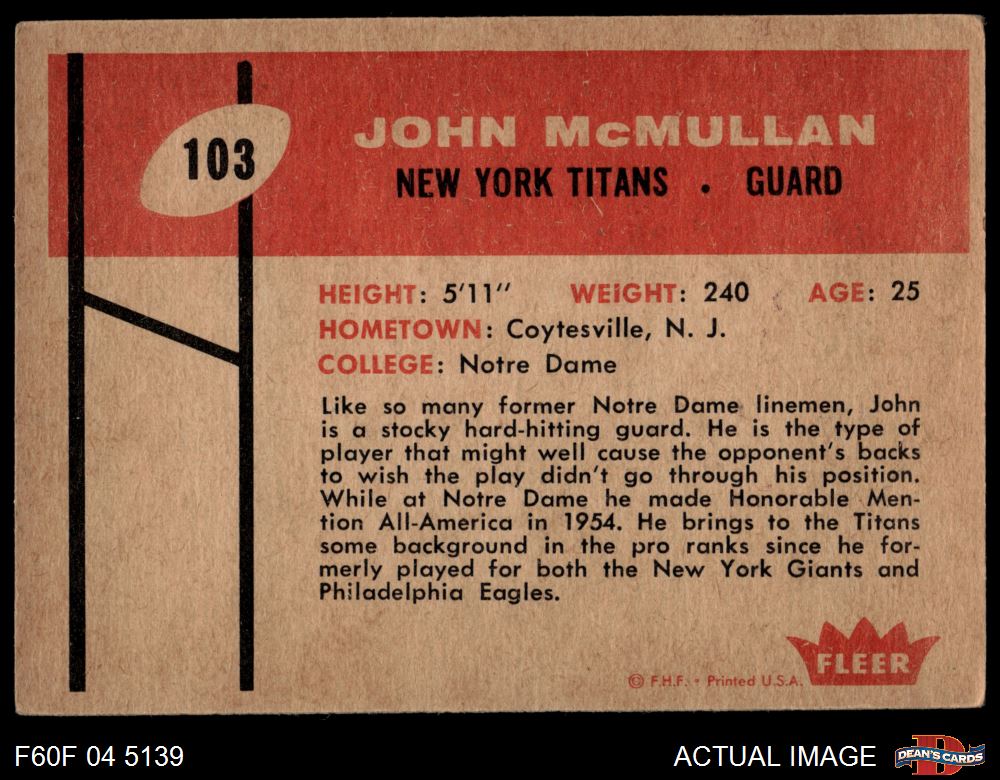 103
JOHN McMULLAN
NEW YORK TITANS . GUARD
HEIGHT: 5'11" WEIGHT: 240 AGE: 25
HOMETOWN: Coytesville, N. J.
COLLEGE: Notre Dame
Like so many former Notre Dame linemen, John
is a stocky hard-hitting guard. He is the type of
player that might well cause the opponent's backs
to wish the play didn't go through his position.
While at Notre Dame he made Honorable Men-
tion All-America in 1954. He brings to the Titans
some background in the pro ranks since he for-
merly played for both the New York Giants and
Philadelphia Eagles.
FLEER
© F.H.F. • Printed U.S.A.
F60F 04 5139
ACTUAL IMAGE
D
DEAN'S CARDS